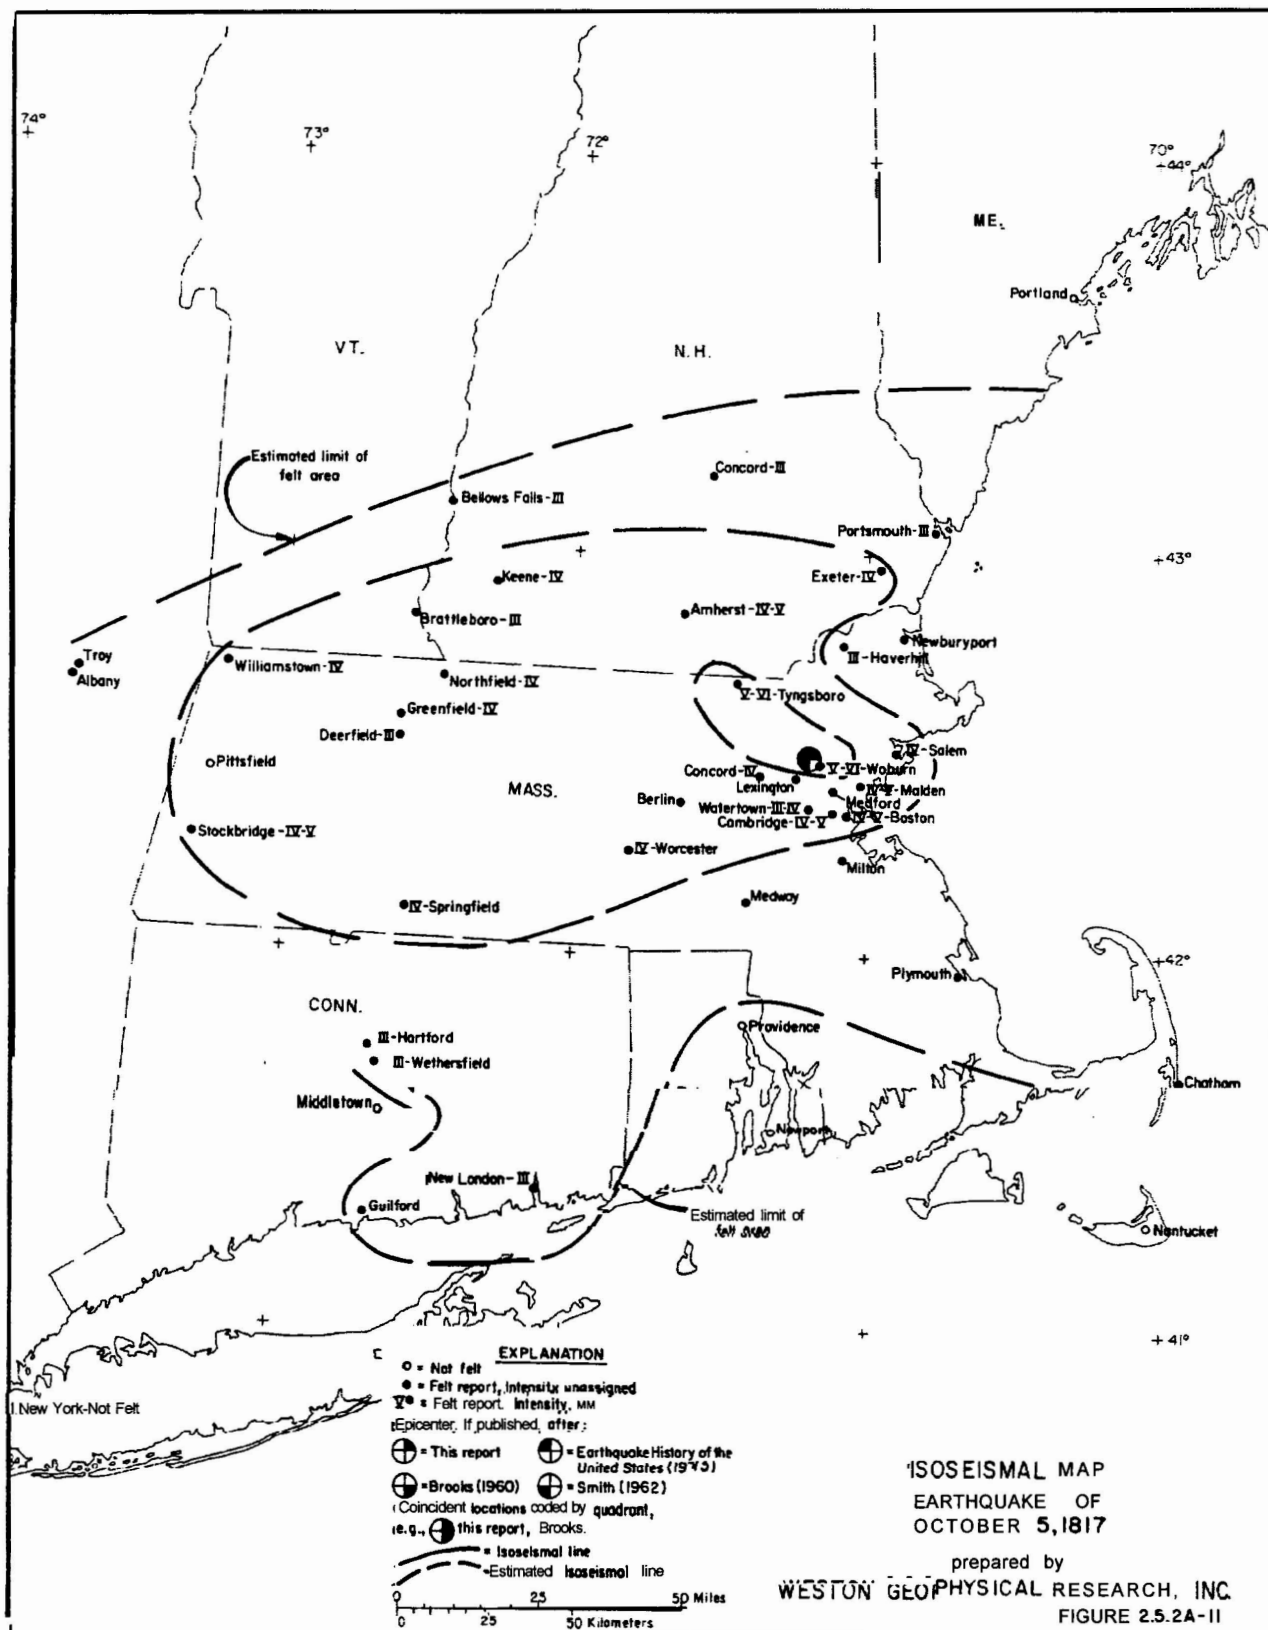 74°
73°
72°
70°
44°
ME.
Portland
VT.
N.H.
Estimated limit of
felt area
Concord-III
Bellows Falls-III
Portsmouth-III
43°
Keene-IV
Exeter-IV
Brattleboro-III
Amherst-IV-V
Newburyport
III-Haverhill
Troy
Albany
Williamstown-IV
Northfield-IV
V-VI-Tyngsboro
Greenfield-IV
Deerfield-III
IV-Salem
Pittsfield
V-VI-Woburn
Concord-IV
Lexington
MASS.
IV-V-Malden
Berlin
Medford
Watertown-III-IV
Cambridge-IV-V
IV-V-Boston
Stockbridge-IV-V
IV-Worcester
Milton
Medway
IV-Springfield
42°
Plymouth
CONN.
Providence
III-Hartford
III-Wethersfield
Chatham
Middletown
Newport
New London-III
Guilford
Estimated limit of
felt area
Nantucket
41°
EXPLANATION
= Not felt
= Felt report, Intensity unassigned
V = Felt report. Intensity, MM
New York-Not Felt
Epicenter, If published, after:
= This report
= Earthquake History of the
United States (1973)
= Brooks (1960)
= Smith (1962)
Coincident locations coded by quadrant,
e.g., this report, Brooks.
= Isoseismal line
-Estimated Isoseismal line
0 25 50 Miles
0 25 50 Kilometers
ISOSEISMAL MAP
EARTHQUAKE OF
OCTOBER 5, 1817
prepared by
WESTON GEOPHYSICAL RESEARCH, INC.
FIGURE 2.5.2A-11